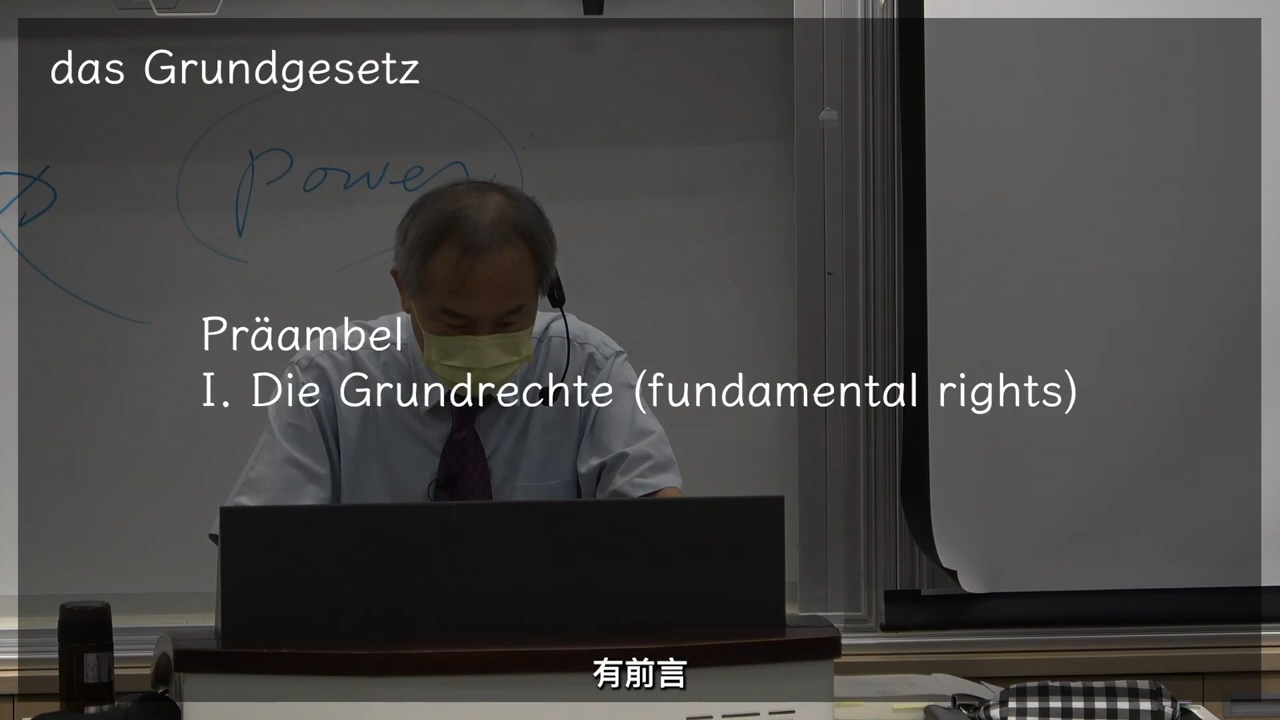 das Grundgesetz
power
Präambel
I. Die Grundrechte (fundamental rights)
有前言